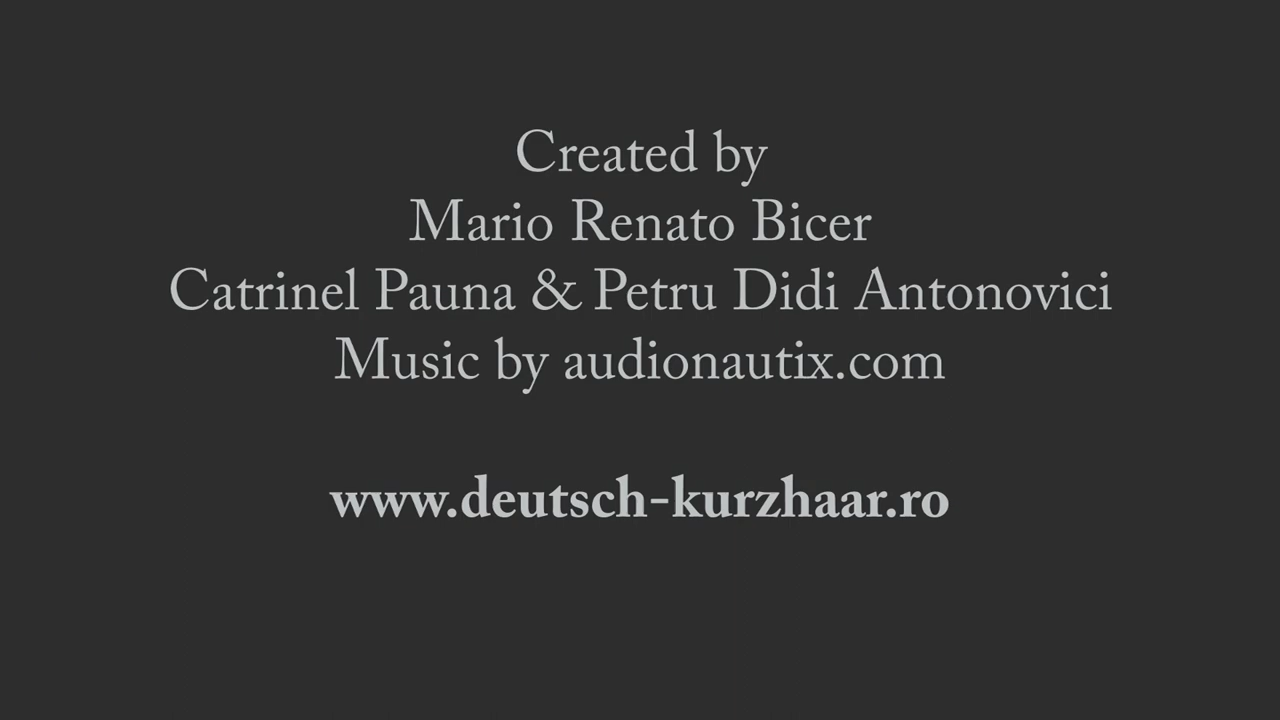 Created by
Mario Renato Bicer
Catrinel Pauna & Petru Didi Antonovici
Music by audionautix.com
www.deutsch-kurzhaar.ro